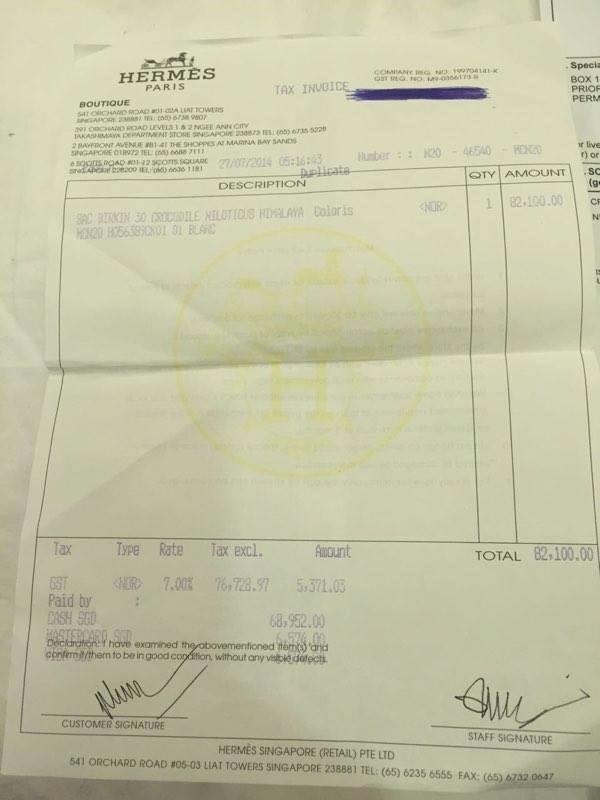 HERMÈS
PARIS
TAX INVOICE
COMPANY REG. NO: 199704141-K
GST REG. NO: M9-0356173-8
BOUTIQUE
541 ORCHARD ROAD #01-02A LIAT TOWERS
SINGAPORE 238881 TEL: (65) 6738 9807
391 ORCHARD ROAD LEVELS 1 & 2 NGEE ANN CITY
TAKASHIMAYA DEPARTMENT STORE SINGAPORE 238873 TEL: (65) 6735 5228
2 BAYFRONT AVENUE #B1-41 THE SHOPPES AT MARINA BAY SANDS
SINGAPORE 018972 TEL: (65) 6688 7111
6 SCOTTS ROAD #01-12 SCOTTS SQUARE
SINGAPORE 228209 TEL: (65) 6636 1181
27/07/2014 05:16:43
Duplicate
Number : : N20 - 46540 - MCN20
DESCRIPTION QTY AMOUNT
SAC BIRKIN 30 CROCODILE NILOTICUS HIMALAYA Coloris <NOR> 1 82,100.00
MCN20 H056389CK01 01 BLANC
TOTAL 82,100.00
Tax Type Rate Tax excl. Amount
GST <NOR> 7.00% 76,728.97 5,371.03
Paid by :
CASH SGD 68,952.00
MASTERCARD SGD 6,574.00
Declaration: I have examined the abovementioned item(s) and
confirm it/them to be in good condition, without any visible defects.
CUSTOMER SIGNATURE
STAFF SIGNATURE
HERMÈS SINGAPORE (RETAIL) PTE LTD
541 ORCHARD ROAD #05-03 LIAT TOWERS SINGAPORE 238881 TEL: (65) 6235 6555 FAX: (65) 6732 0647
BOX 1